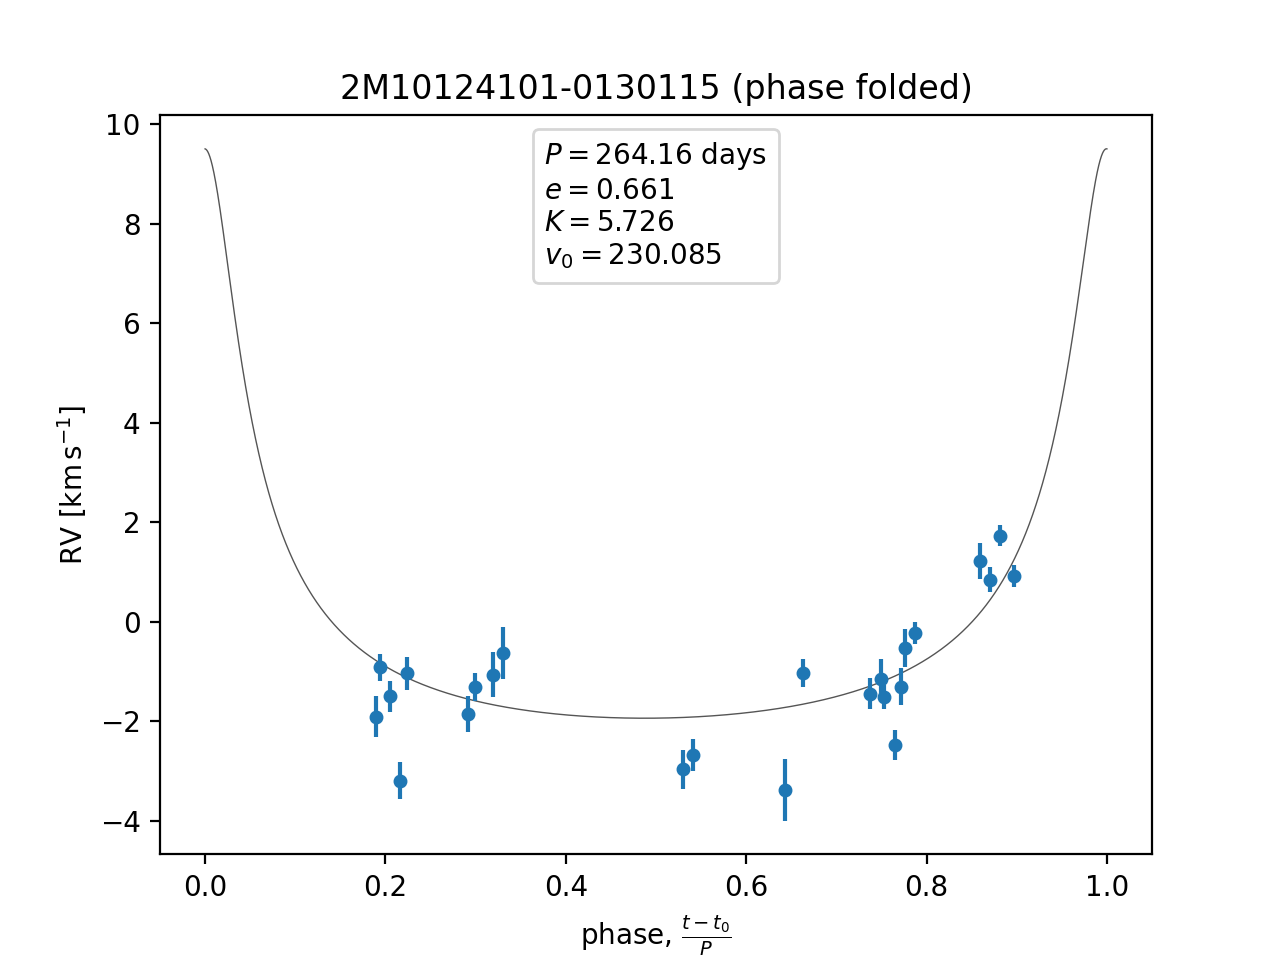 2M10124101-0130115 (phase folded)
P = 264.16 days
e = 0.661
K = 5.726
v₀ = 230.085
10
8
6
4
2
0
−2
−4
RV [km s⁻¹]
0.0 0.2 0.4 0.6 0.8 1.0
phase, (t − t₀)/P